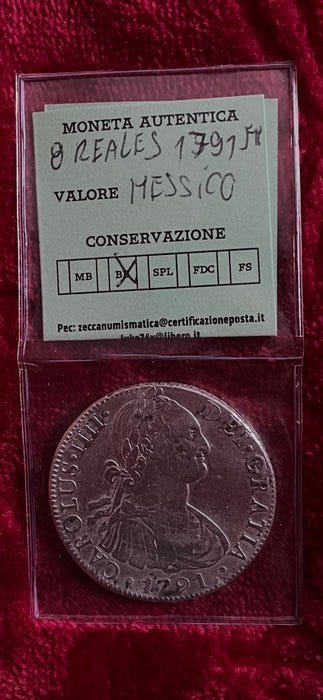 MONETA AUTENTICA
8 REALES 1791 M
VALORE MESSICO
CONSERVAZIONE
MB BB SPL FDC FS
Pec: zeccanumismatica@certificazioneposta.it
CAROLUS·IIII· DEI·GRATIA
·1791·